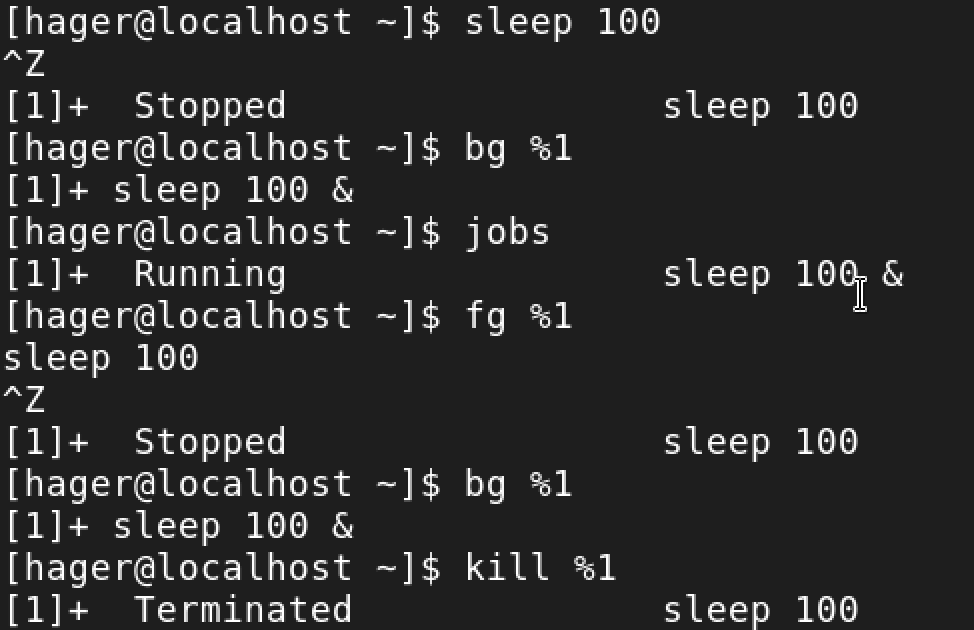 [hager@localhost ~]$ sleep 100
^Z
[1]+  Stopped                 sleep 100
[hager@localhost ~]$ bg %1
[1]+ sleep 100 &
[hager@localhost ~]$ jobs
[1]+  Running                 sleep 100 &
[hager@localhost ~]$ fg %1
sleep 100
^Z
[1]+  Stopped                 sleep 100
[hager@localhost ~]$ bg %1
[1]+ sleep 100 &
[hager@localhost ~]$ kill %1
[1]+  Terminated              sleep 100